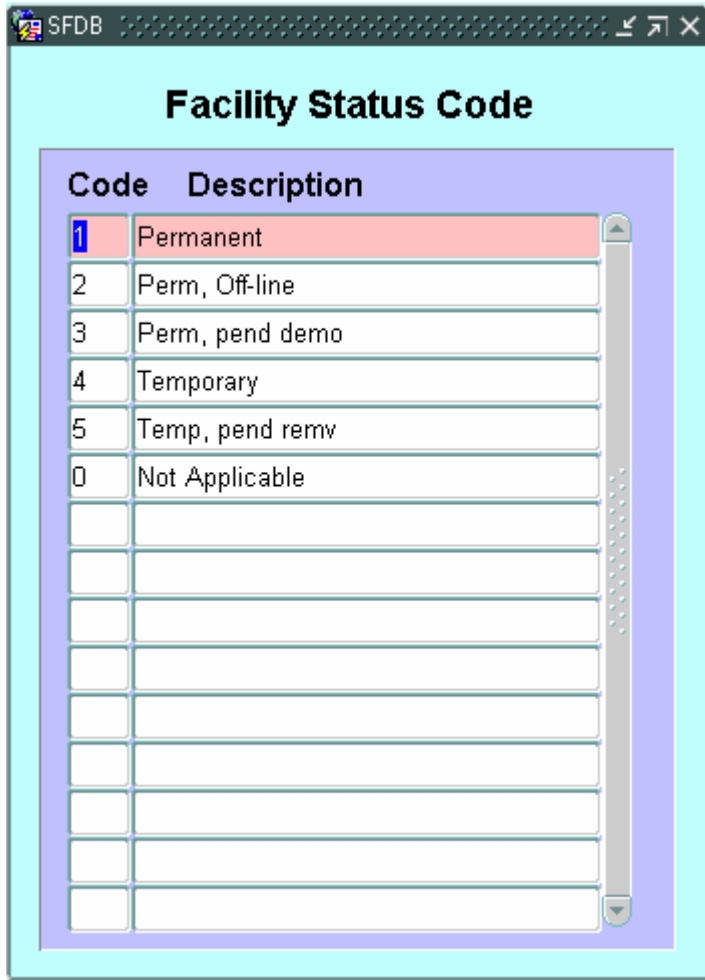 SFDB
Facility Status Code
Code Description
1 Permanent
2 Perm, Off-line
3 Perm, pend demo
4 Temporary
5 Temp, pend remv
0 Not Applicable